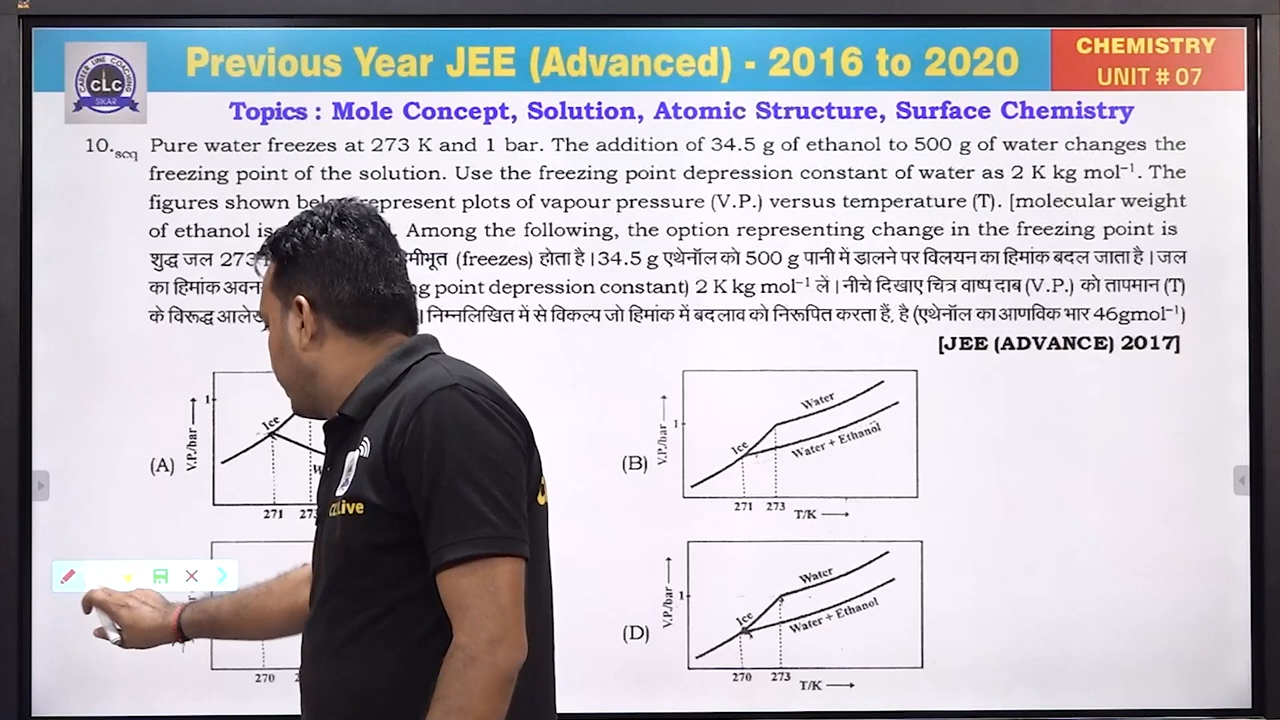 CAREER LINE COACHING
CLC
SIKAR
Previous Year JEE (Advanced) - 2016 to 2020
CHEMISTRY
UNIT # 07
Topics : Mole Concept, Solution, Atomic Structure, Surface Chemistry
10.scq Pure water freezes at 273 K and 1 bar. The addition of 34.5 g of ethanol to 500 g of water changes the
freezing point of the solution. Use the freezing point depression constant of water as 2 K kg mol⁻¹. The
figures shown represent plots of vapour pressure (V.P.) versus temperature (T). [molecular weight
of ethanol is . Among the following, the option representing change in the freezing point is
शुद्ध जल 273 (freezes) होता है। 34.5 g एथेनॉल को 500 g पानी में डालने पर विलयन का हिमांक बदल जाता है। जल
का हिमांक point depression constant) 2 K kg mol⁻¹ लें। नीचे दिखाए चित्र वाष्प दाब (V.P.) को तापमान (T)
के विरूद्ध । निम्नलिखित में से विकल्प जो हिमांक में बदलाव को निरूपित करता हैं, है (एथेनॉल का आणविक भार 46gmol⁻¹)
[JEE (ADVANCE) 2017]
(A) V.P./bar 1 Ice 271
(B) V.P./bar 1 Ice Water Water + Ethanol 271 273 T/K
270
(D) V.P./bar 1 Ice Water Water + Ethanol 270 273 T/K